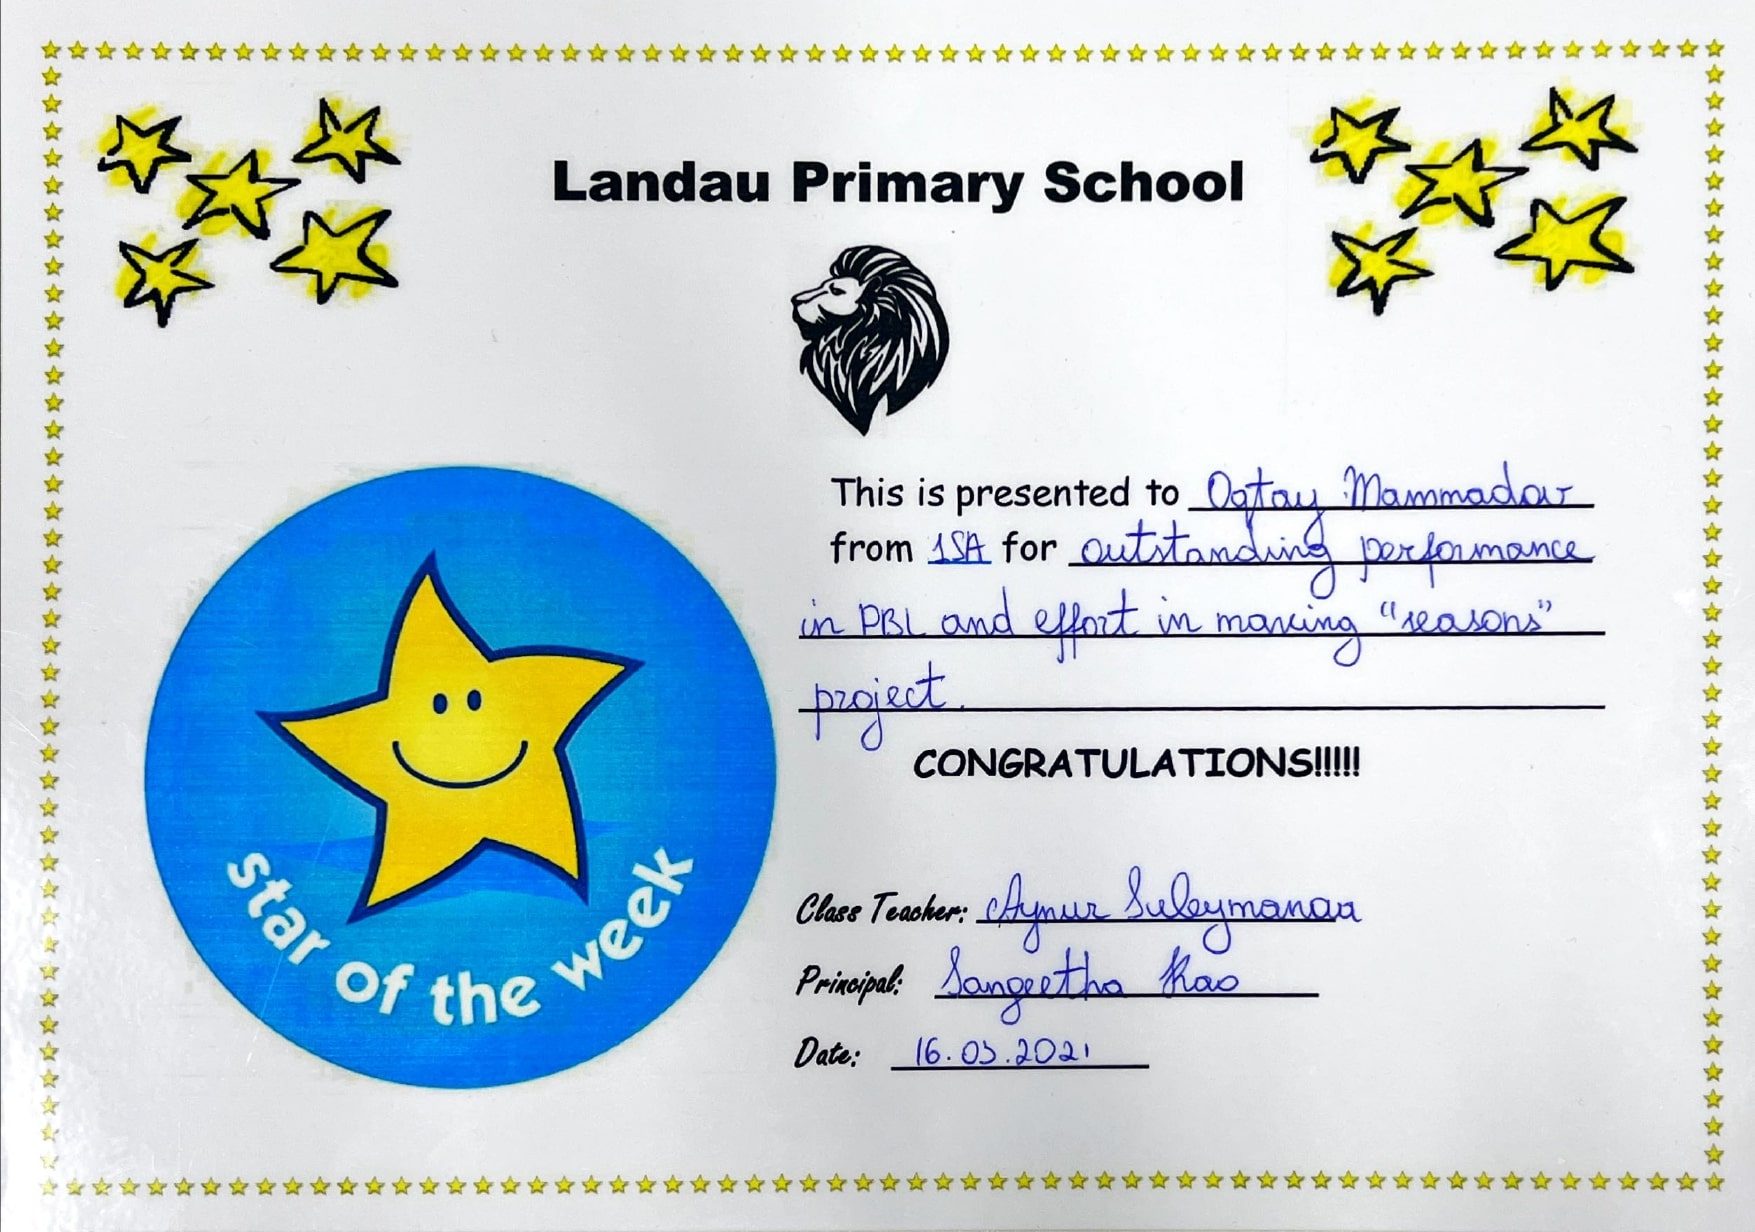 Landau Primary School
This is presented to Oqtay Mammadov
from 1SA for outstanding performance
in PBL and effort in making "seasons"
project.
CONGRATULATIONS!!!!!
star of the week
Class Teacher: Aynur Suleymanova
Principal: Sangeetha Rao
Date: 16.03.2021